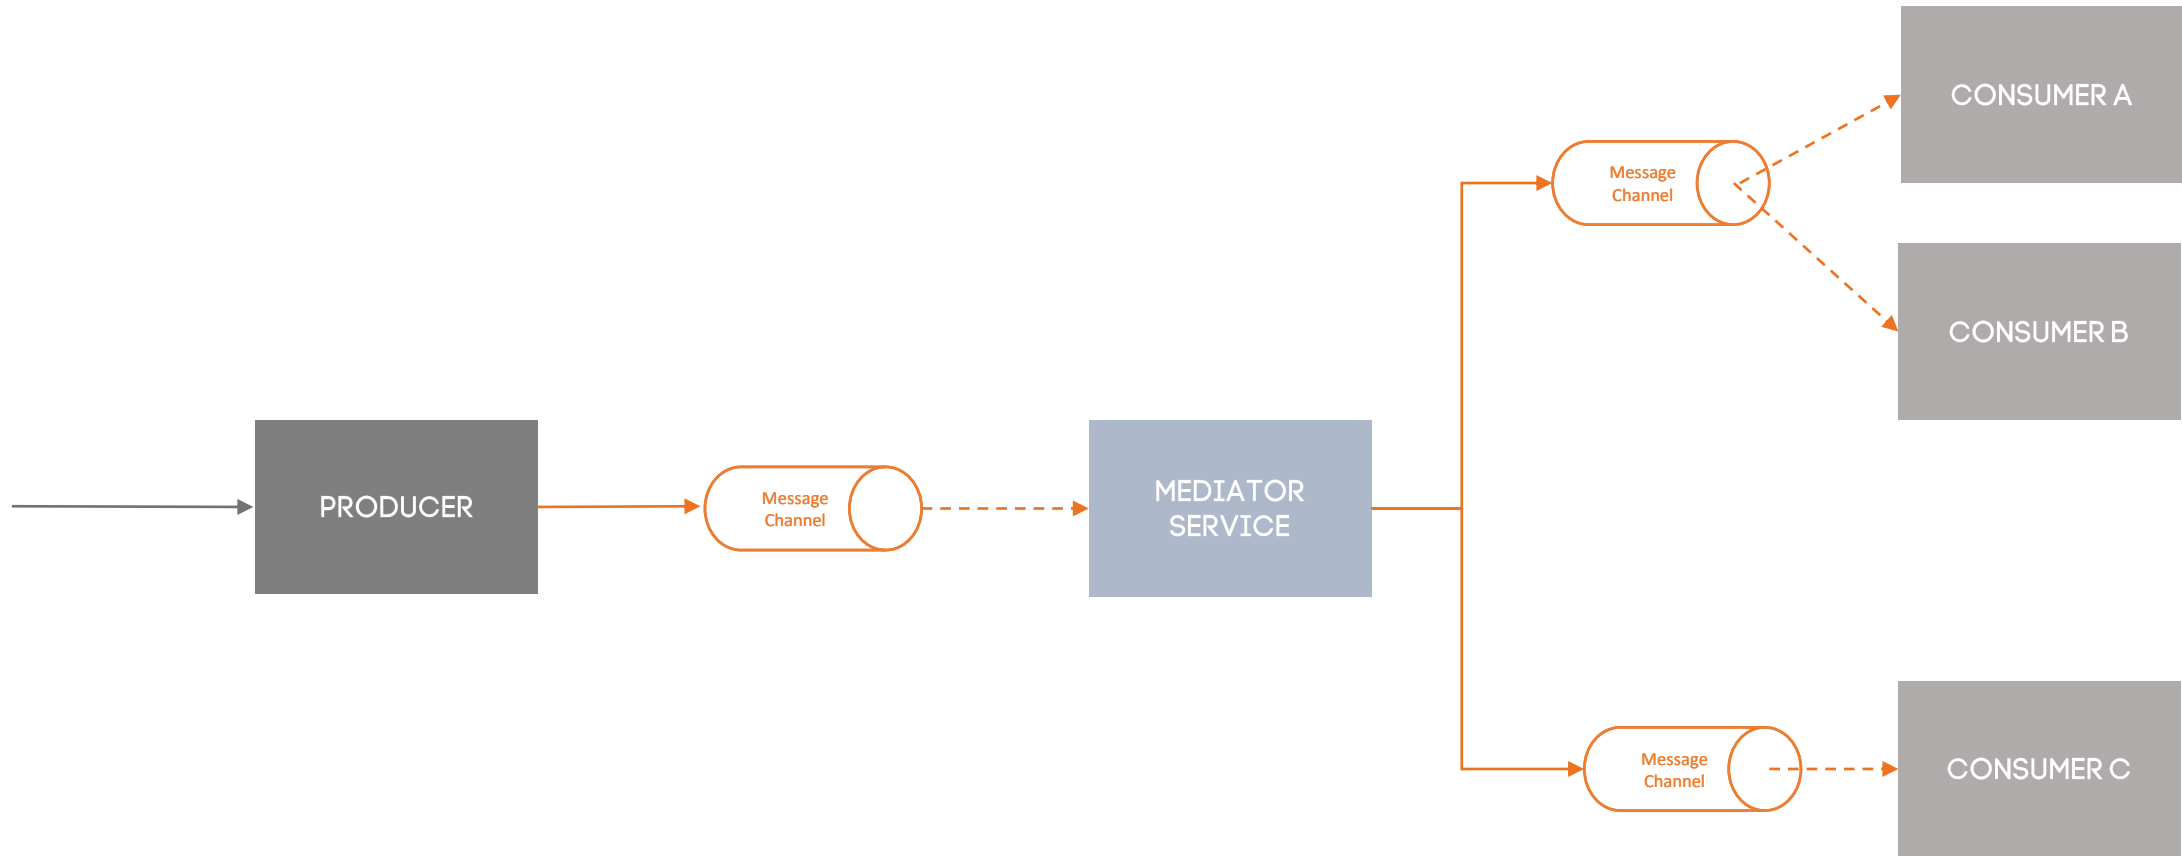 CONSUMER A
Message
Channel
CONSUMER B
PRODUCER
Message
Channel
MEDIATOR
SERVICE
Message
Channel
CONSUMER C